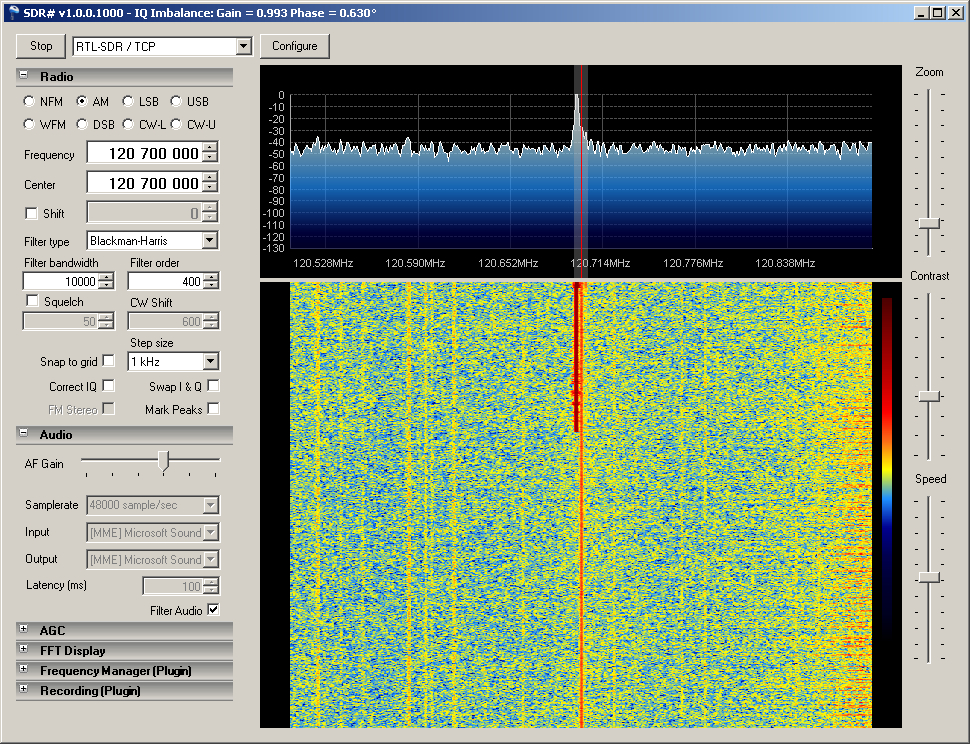 SDR# v1.0.0.1000 - IQ Imbalance: Gain = 0.993 Phase = 0.630°
Stop
RTL-SDR / TCP
Configure
Radio
NFM AM LSB USB
WFM DSB CW-L CW-U
Frequency 120 700 000
Center 120 700 000
Shift 0
Filter type Blackman-Harris
Filter bandwidth Filter order
10000 400
Squelch CW Shift
50 600
Step size
Snap to grid 1 kHz
Correct IQ Swap I & Q
FM Stereo Mark Peaks
Audio
AF Gain
Samplerate 48000 sample/sec
Input [MME] Microsoft Sound
Output [MME] Microsoft Sound
Latency (ms) 100
Filter Audio
AGC
FFT Display
Frequency Manager (Plugin)
Recording (Plugin)
0
-10
-20
-30
-40
-50
-60
-70
-80
-90
-100
-110
-120
-130
120.528MHz 120.590MHz 120.652MHz 120.714MHz 120.776MHz 120.838MHz
Zoom
Contrast
Speed